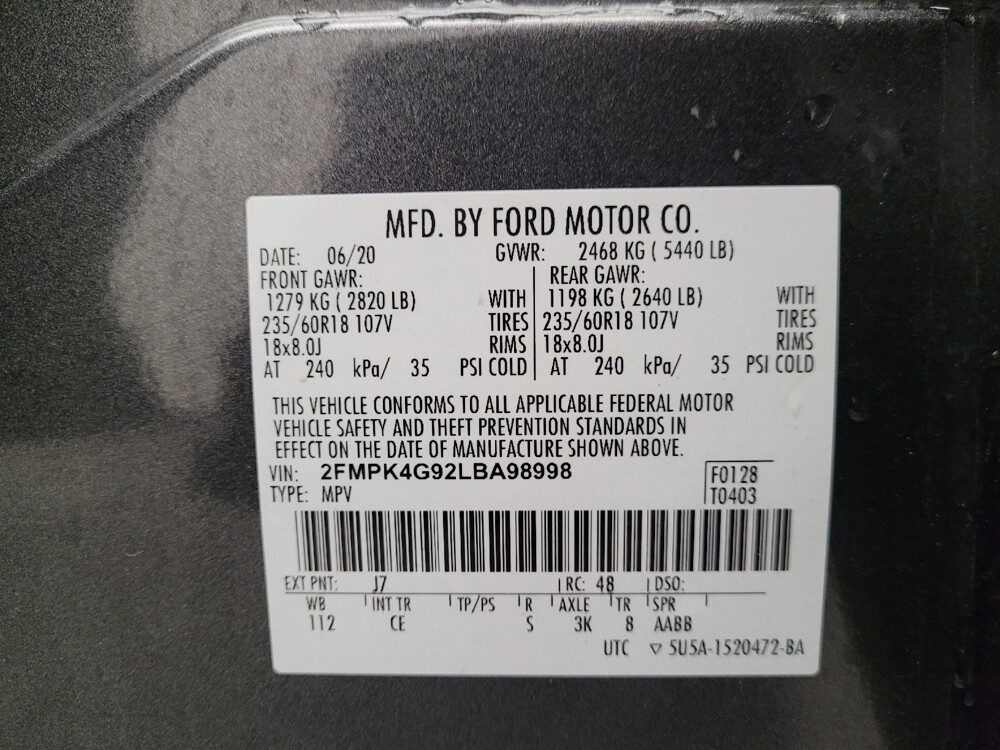 MFD. BY FORD MOTOR CO.
DATE: 06/20 GVWR: 2468 KG ( 5440 LB)
FRONT GAWR: REAR GAWR:
1279 KG ( 2820 LB) WITH 1198 KG ( 2640 LB) WITH
235/60R18 107V TIRES 235/60R18 107V TIRES
18x8.0J RIMS 18x8.0J RIMS
AT 240 kPa/ 35 PSI COLD AT 240 kPa/ 35 PSI COLD
THIS VEHICLE CONFORMS TO ALL APPLICABLE FEDERAL MOTOR
VEHICLE SAFETY AND THEFT PREVENTION STANDARDS IN
EFFECT ON THE DATE OF MANUFACTURE SHOWN ABOVE.
VIN: 2FMPK4G92LBA98998 F0128
TYPE: MPV T0403
EXT PNT: J7 RC: 48 DSO:
WB INT TR TP/PS R AXLE TR SPR
112 CE S 3K 8 AABB
UTC ▽ 5U5A-1520472-BA